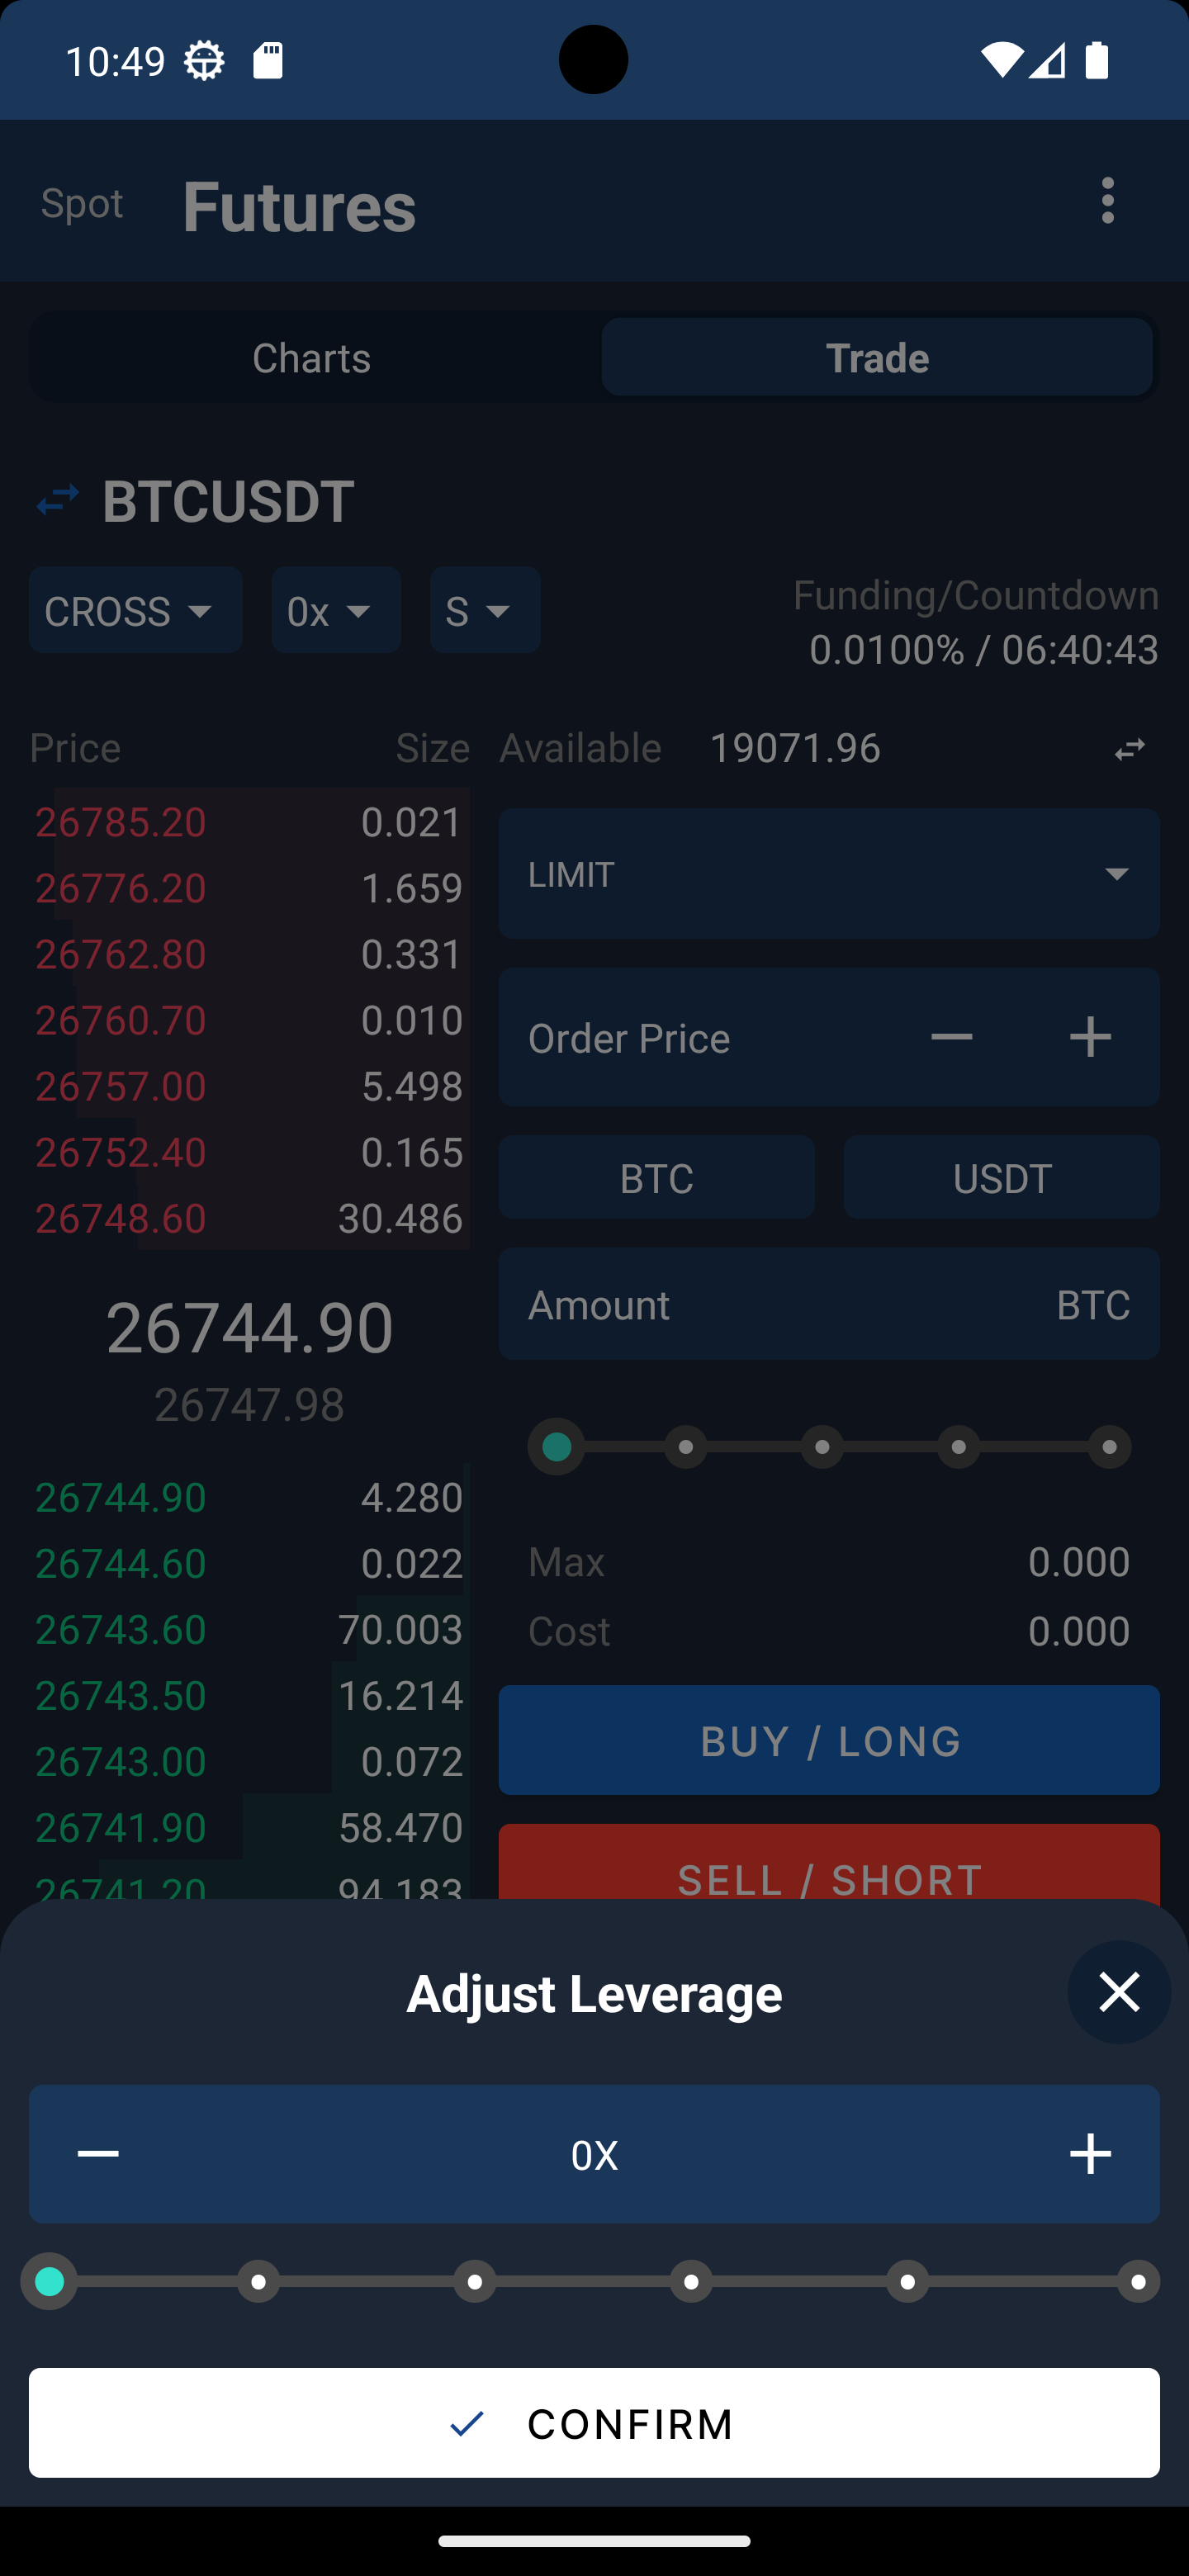 10:49
Spot Futures
Charts Trade
BTCUSDT
CROSS 0x S
Funding/Countdown
0.0100% / 06:40:43
Price Size Available 19071.96
26785.20 0.021
26776.20 1.659
LIMIT
26762.80 0.331
26760.70 0.010
Order Price
26757.00 5.498
26752.40 0.165
BTC USDT
26748.60 30.486
Amount BTC
26744.90
26747.98
26744.90 4.280
26744.60 0.022
Max 0.000
26743.60 70.003
Cost 0.000
26743.50 16.214
BUY / LONG
26743.00 0.072
26741.90 58.470
SELL / SHORT
26741.20 94.183
Adjust Leverage
0X
CONFIRM